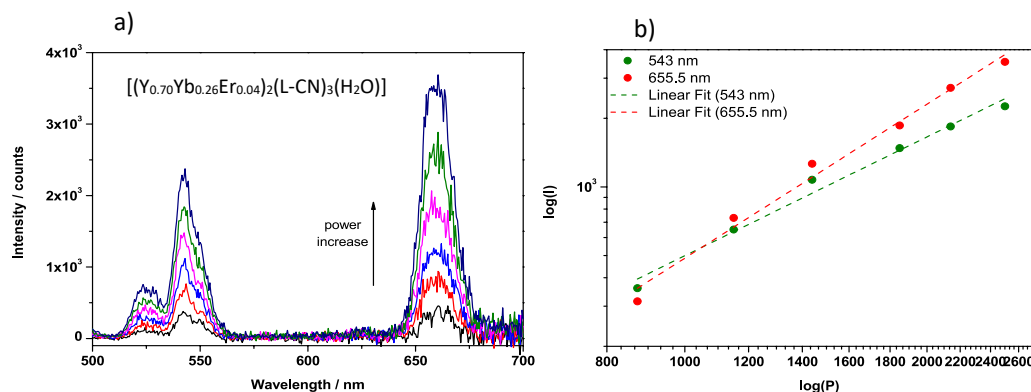 a)
4x10³
3x10³
2x10³
1x10³
0
Intensity / counts
[(Y₀.₇₀Yb₀.₂₆Er₀.₀₄)₂(L-CN)₃(H₂O)]
power
increase
500 550 600 650 700
Wavelength / nm
b)
543 nm
655.5 nm
Linear Fit (543 nm)
Linear Fit (655.5 nm)
10³
log(I)
80 1000 1200 1400 1600 1800 2000 2200 2400 2600
log(P)